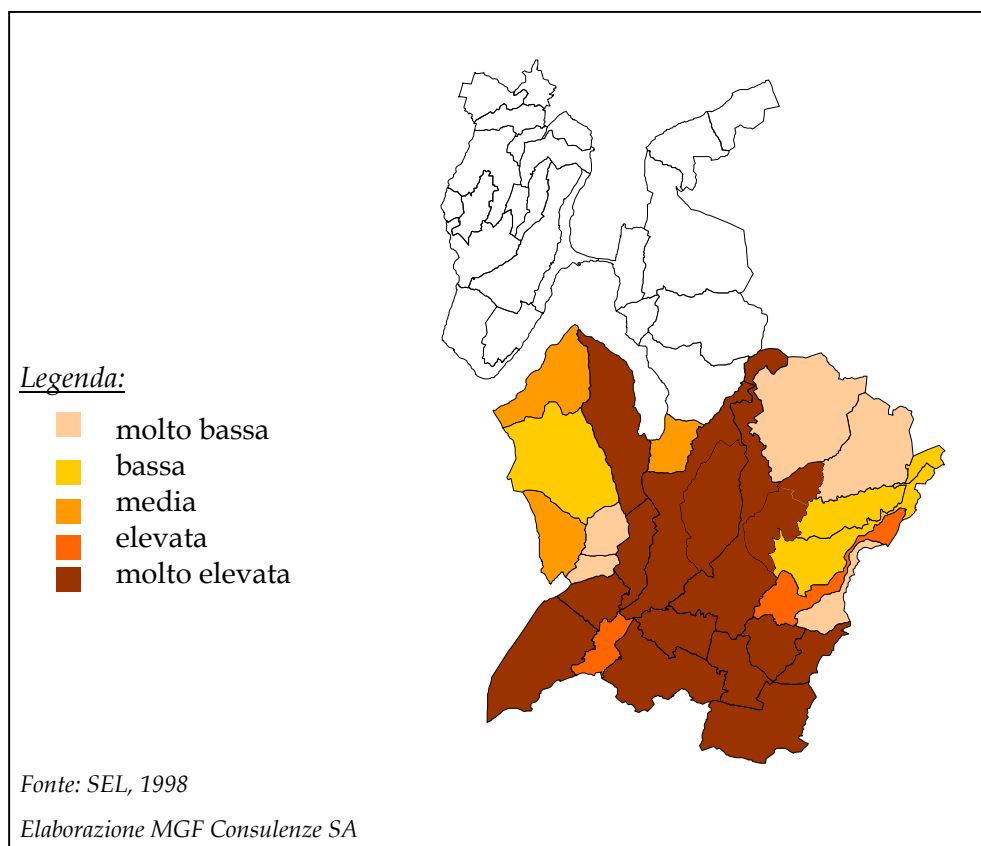 Legenda:
molto bassa
bassa
media
elevata
molto elevata
Fonte: SEL, 1998
Elaborazione MGF Consulenze SA